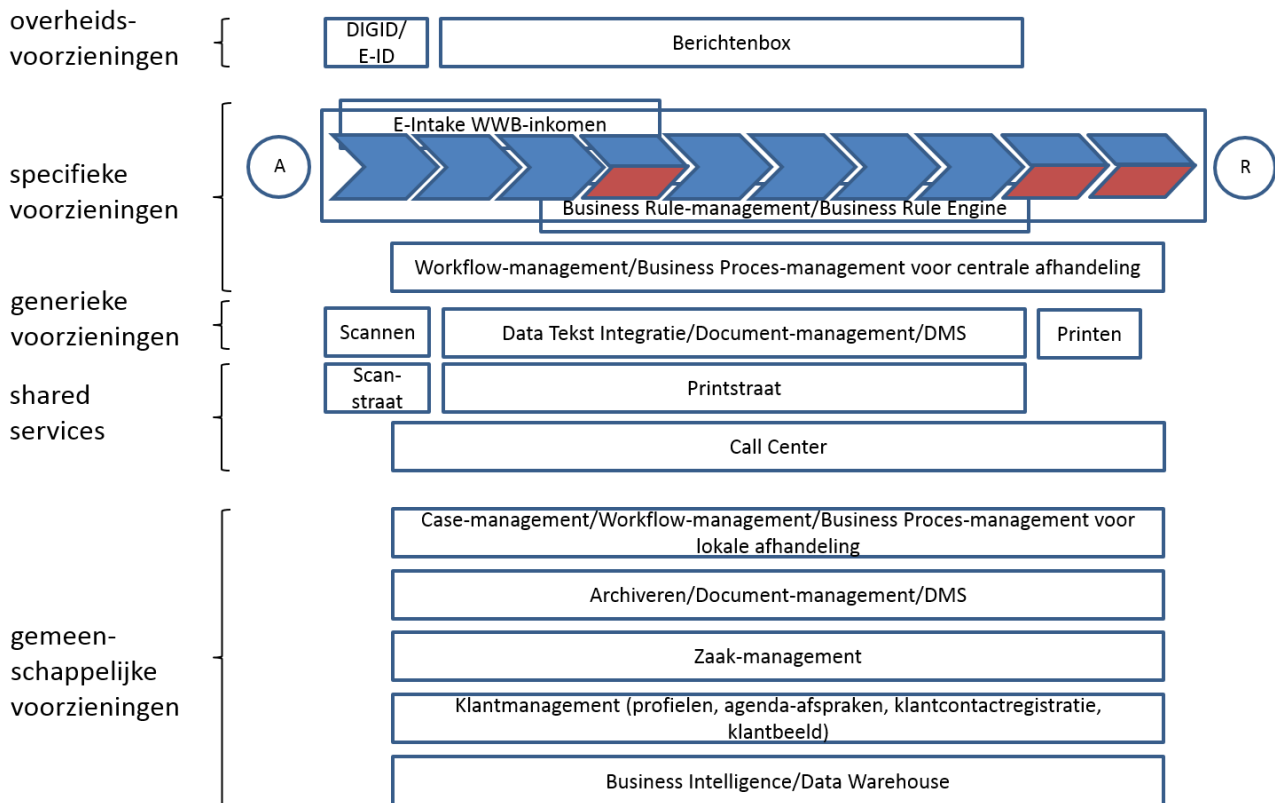 overheids-
voorzieningen
DIGID/
E-ID
Berichtenbox
specifieke
voorzieningen
A
E-Intake WWB-inkomen
R
Business Rule-management/Business Rule Engine
Workflow-management/Business Proces-management voor centrale afhandeling
generieke
voorzieningen
Scannen
Data Tekst Integratie/Document-management/DMS
Printen
shared
services
Scan-
straat
Printstraat
Call Center
gemeen-
schappelijke
voorzieningen
Case-management/Workflow-management/Business Proces-management voor
lokale afhandeling
Archiveren/Document-management/DMS
Zaak-management
Klantmanagement (profielen, agenda-afspraken, klantcontactregistratie,
klantbeeld)
Business Intelligence/Data Warehouse